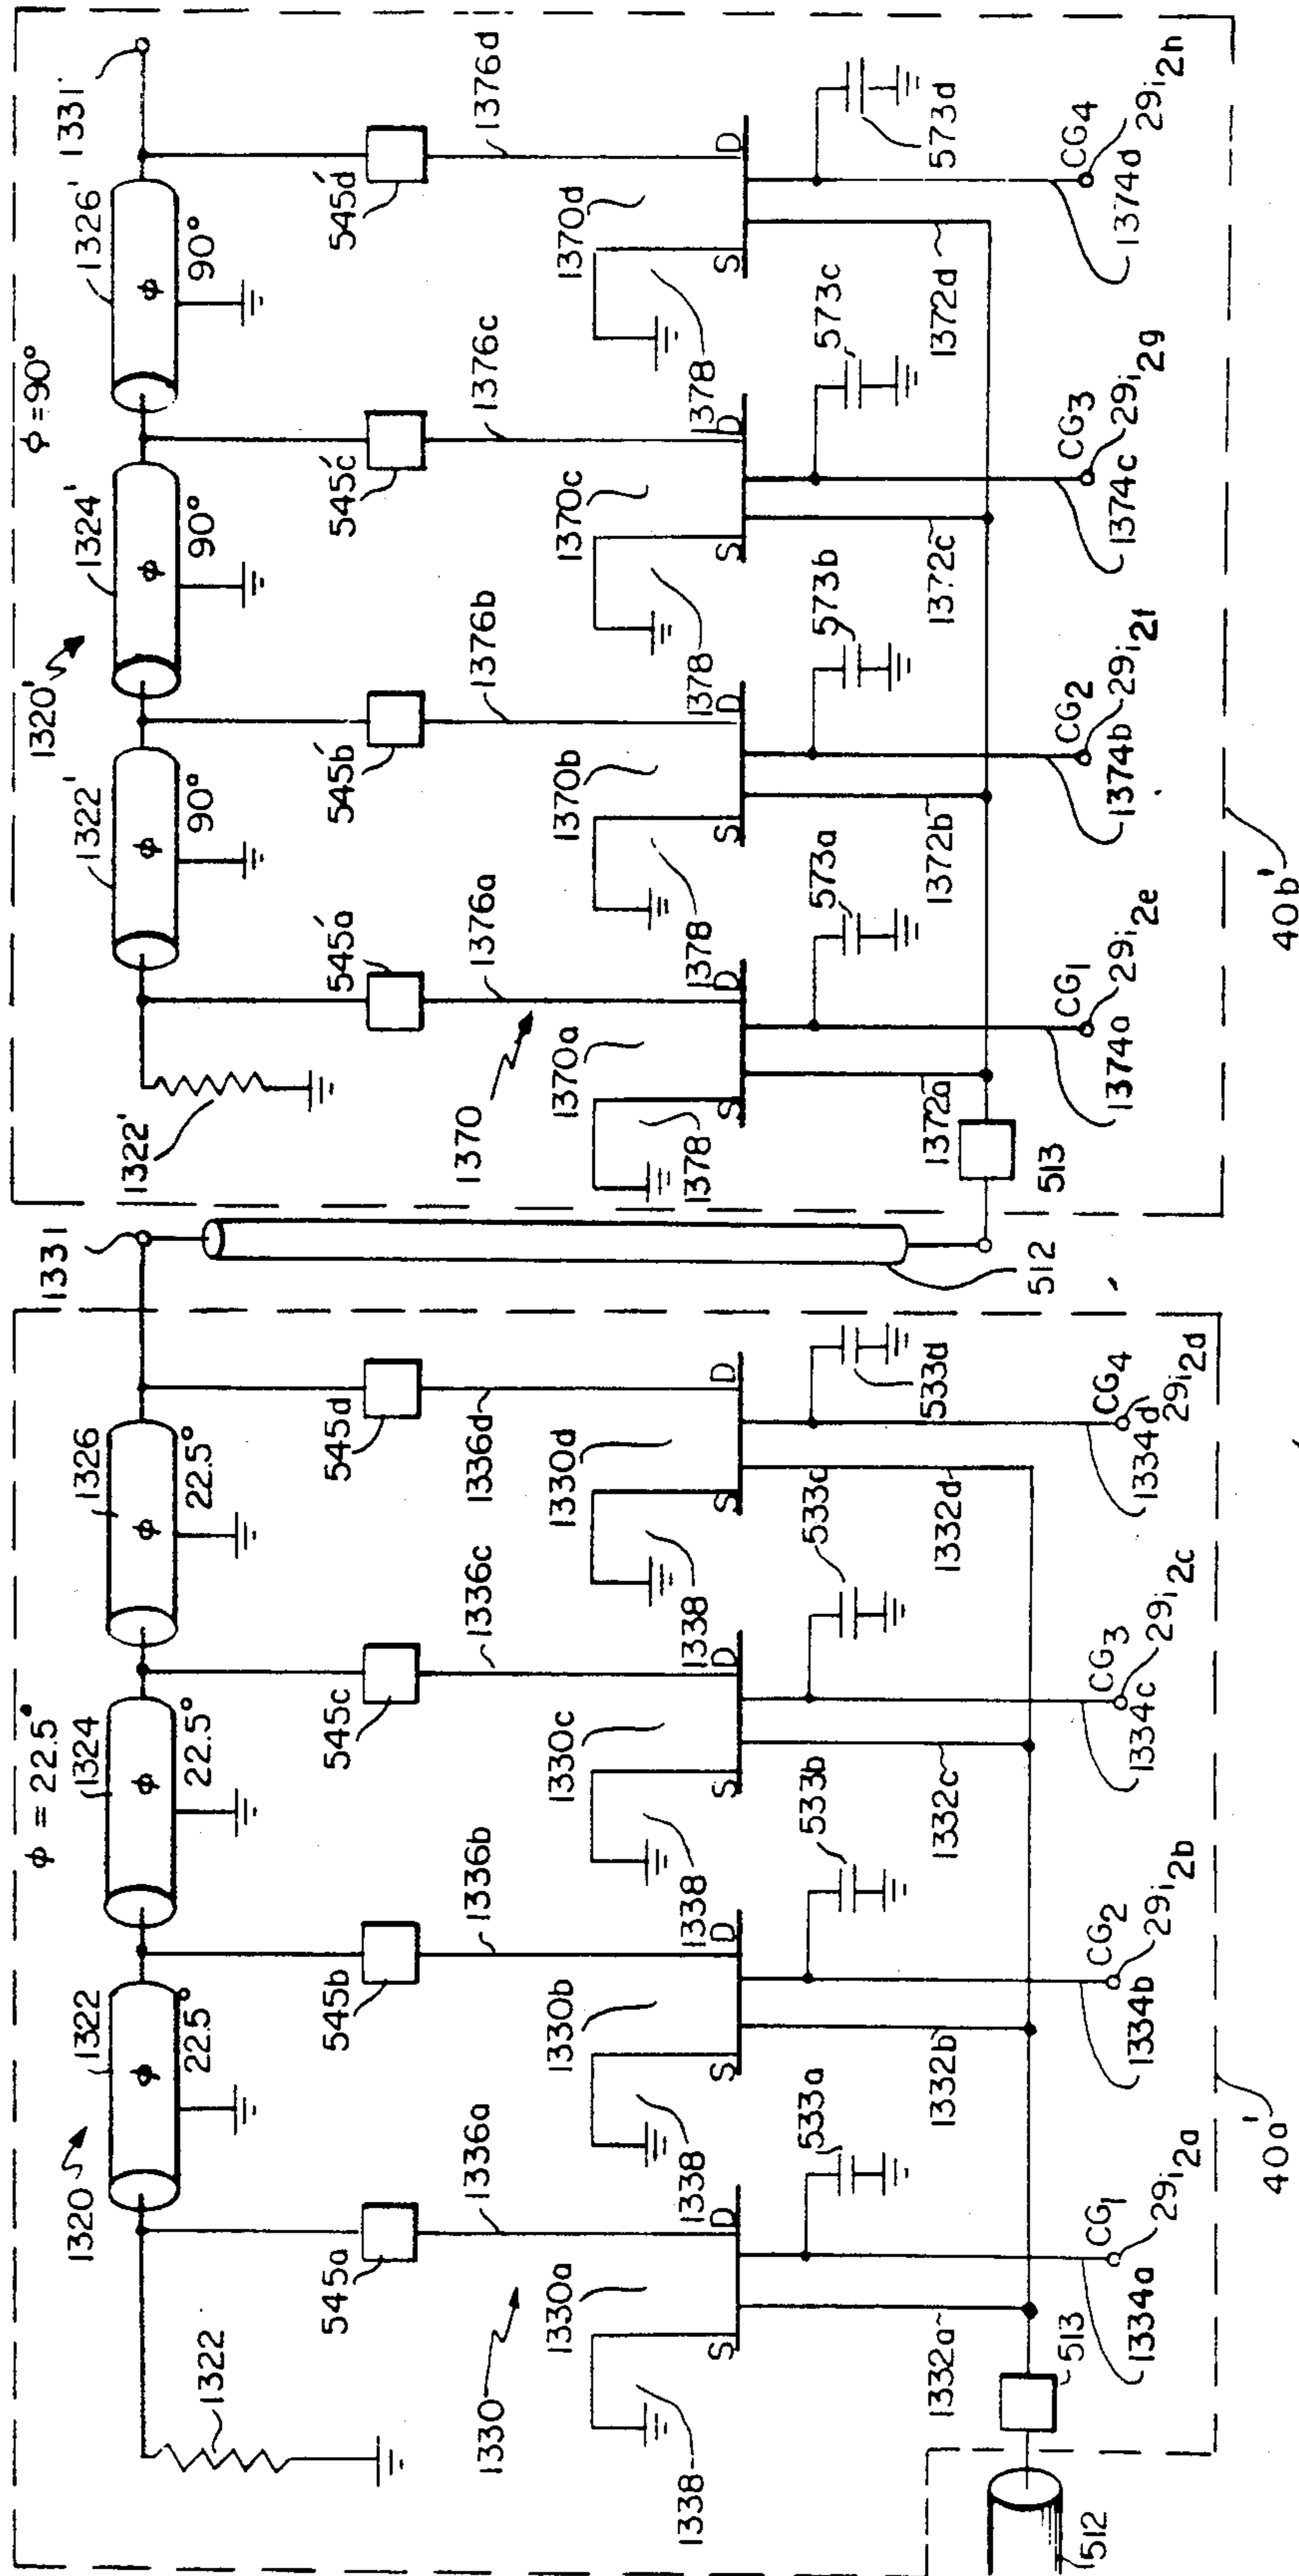 φ = 22.5°
1320
1322
1324
1326
φ
φ
φ
22.5°
22.5°
22.5°
1331
1322
545a
545b
545c
545d
1336a
1336b
1336c
1336d
1330
1330a
1330b
1330c
1330d
S
D
S
D
S
D
S
D
1338
1338
1338
1338
533a
533b
533c
533d
1332a
1332b
1332c
1332d
513
512
CG1
CG2
CG3
CG4
29i2a
29i2b
29i2c
29i2d
1334a
1334b
1334c
1334d
40a'
512
φ = 90°
1320'
1322'
1324'
1326'
φ
φ
φ
90°
90°
90°
1331'
1322'
545'a
545'b
545'c
545'd
1376a
1376b
1376c
1376d
1370
1370a
1370b
1370c
1370d
S
D
S
D
S
D
S
D
1378
1378
1378
1378
573a
573b
573c
573d
1372a
1372b
1372c
1372d
513
CG1
CG2
CG3
CG4
29i2e
29i2f
29i2g
29i2h
1374a
1374b
1374c
1374d
40b'